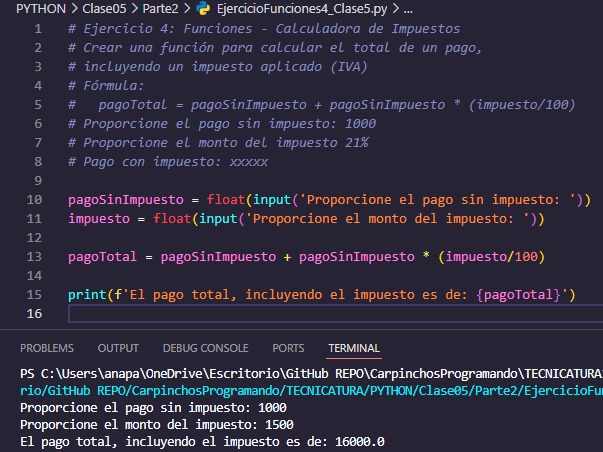 PYTHON > Clase05 > Parte2 > EjercicioFunciones4_Clase5.py > ...
1 # Ejercicio 4: Funciones - Calculadora de Impuestos
2 # Crear una función para calcular el total de un pago,
3 # incluyendo un impuesto aplicado (IVA)
4 # Fórmula:
5 #   pagoTotal = pagoSinImpuesto + pagoSinImpuesto * (impuesto/100)
6 # Proporcione el pago sin impuesto: 1000
7 # Proporcione el monto del impuesto 21%
8 # Pago con impuesto: xxxxx
9
10 pagoSinImpuesto = float(input('Proporcione el pago sin impuesto: '))
11 impuesto = float(input('Proporcione el monto del impuesto: '))
12
13 pagoTotal = pagoSinImpuesto + pagoSinImpuesto * (impuesto/100)
14
15 print(f'El pago total, incluyendo el impuesto es de: {pagoTotal}')
16
PROBLEMS OUTPUT DEBUG CONSOLE PORTS TERMINAL
PS C:\Users\anapa\OneDrive\Escritorio\GitHub REPO\CarpinchosProgramando\TECNICATURA
rio/GitHub REPO/CarpinchosProgramando/TECNICATURA/PYTHON/Clase05/Parte2/EjercicioFun
Proporcione el pago sin impuesto: 1000
Proporcione el monto del impuesto: 1500
El pago total, incluyendo el impuesto es de: 16000.0